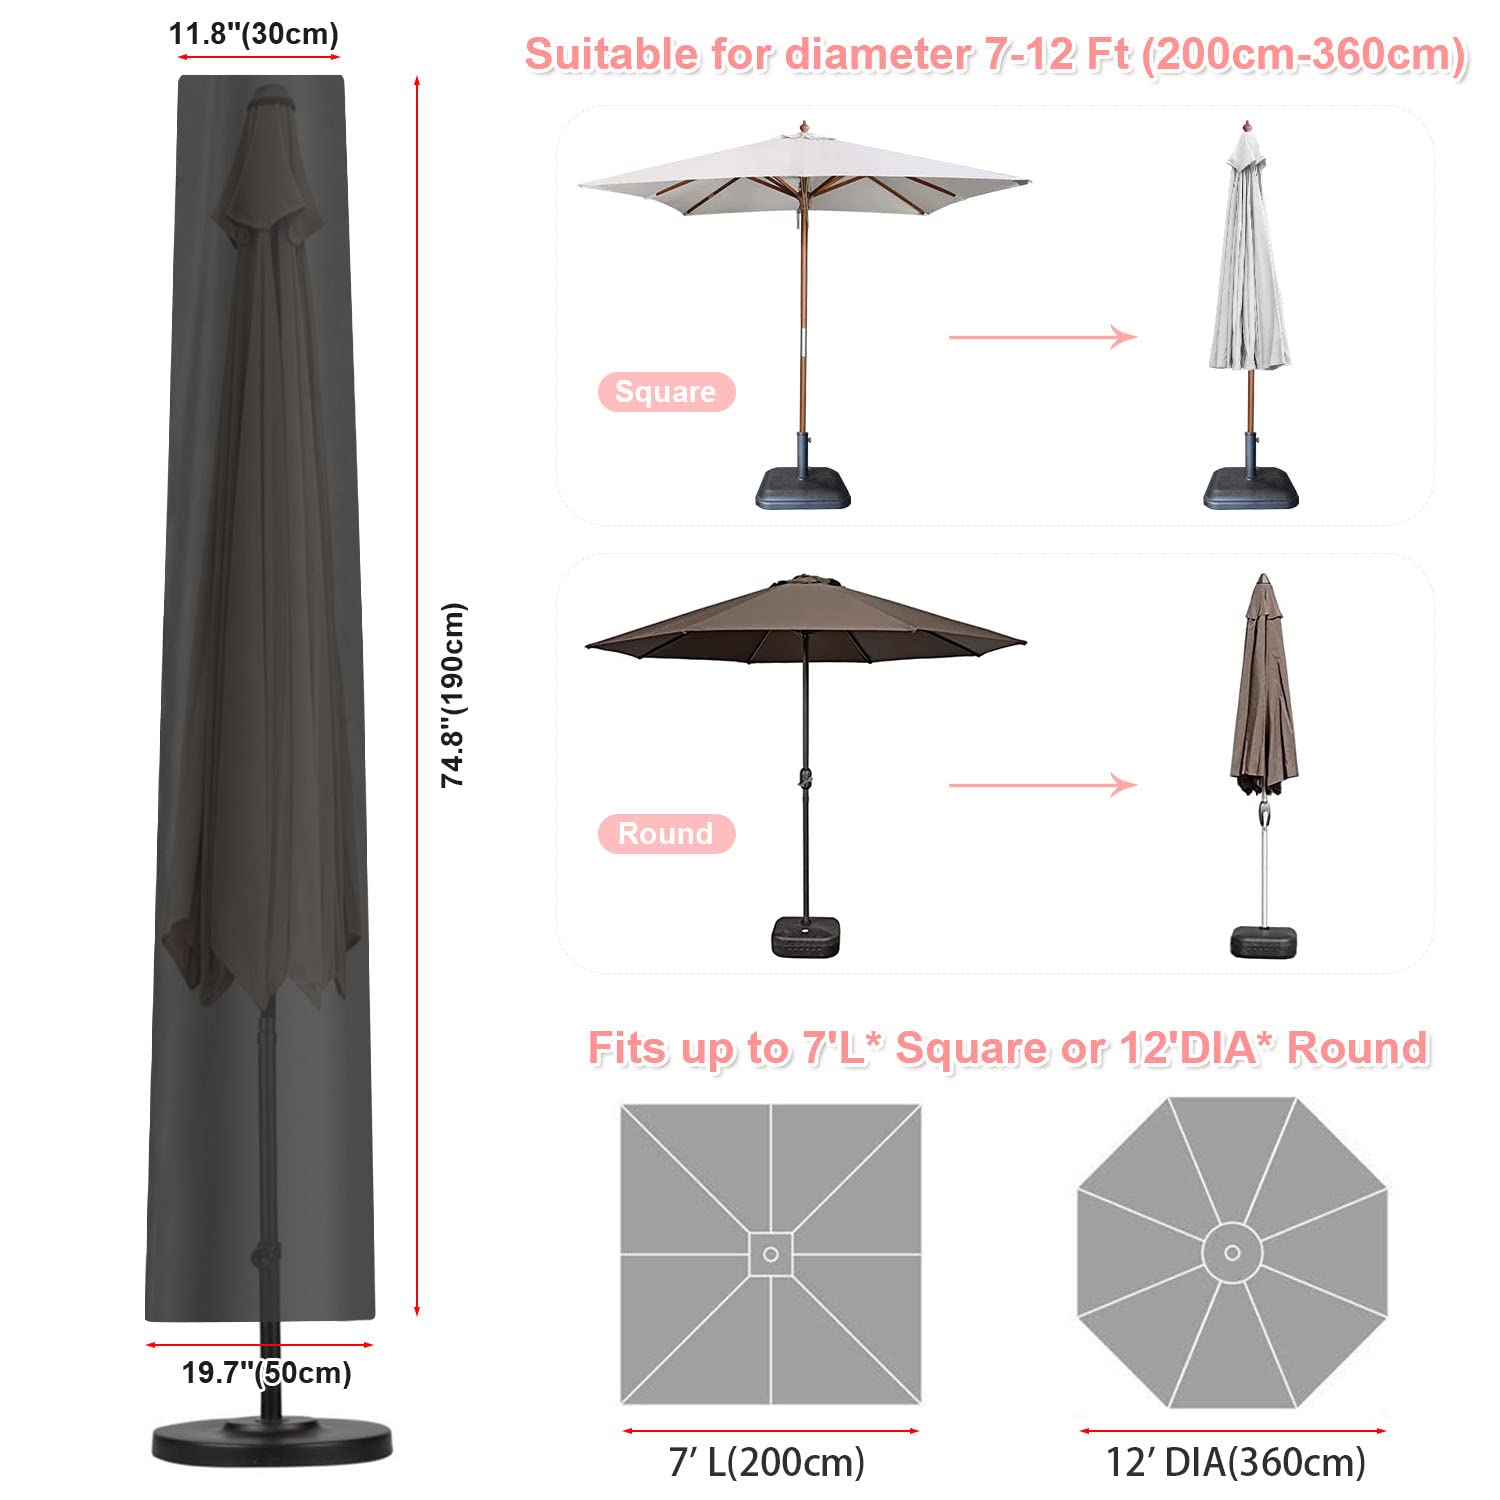 11.8"(30cm)
Suitable for diameter 7-12 Ft (200cm-360cm)
Square
74.8"(190cm)
Round
Fits up to 7'L* Square or 12'DIA* Round
19.7"(50cm)
7’ L(200cm)
12’ DIA(360cm)